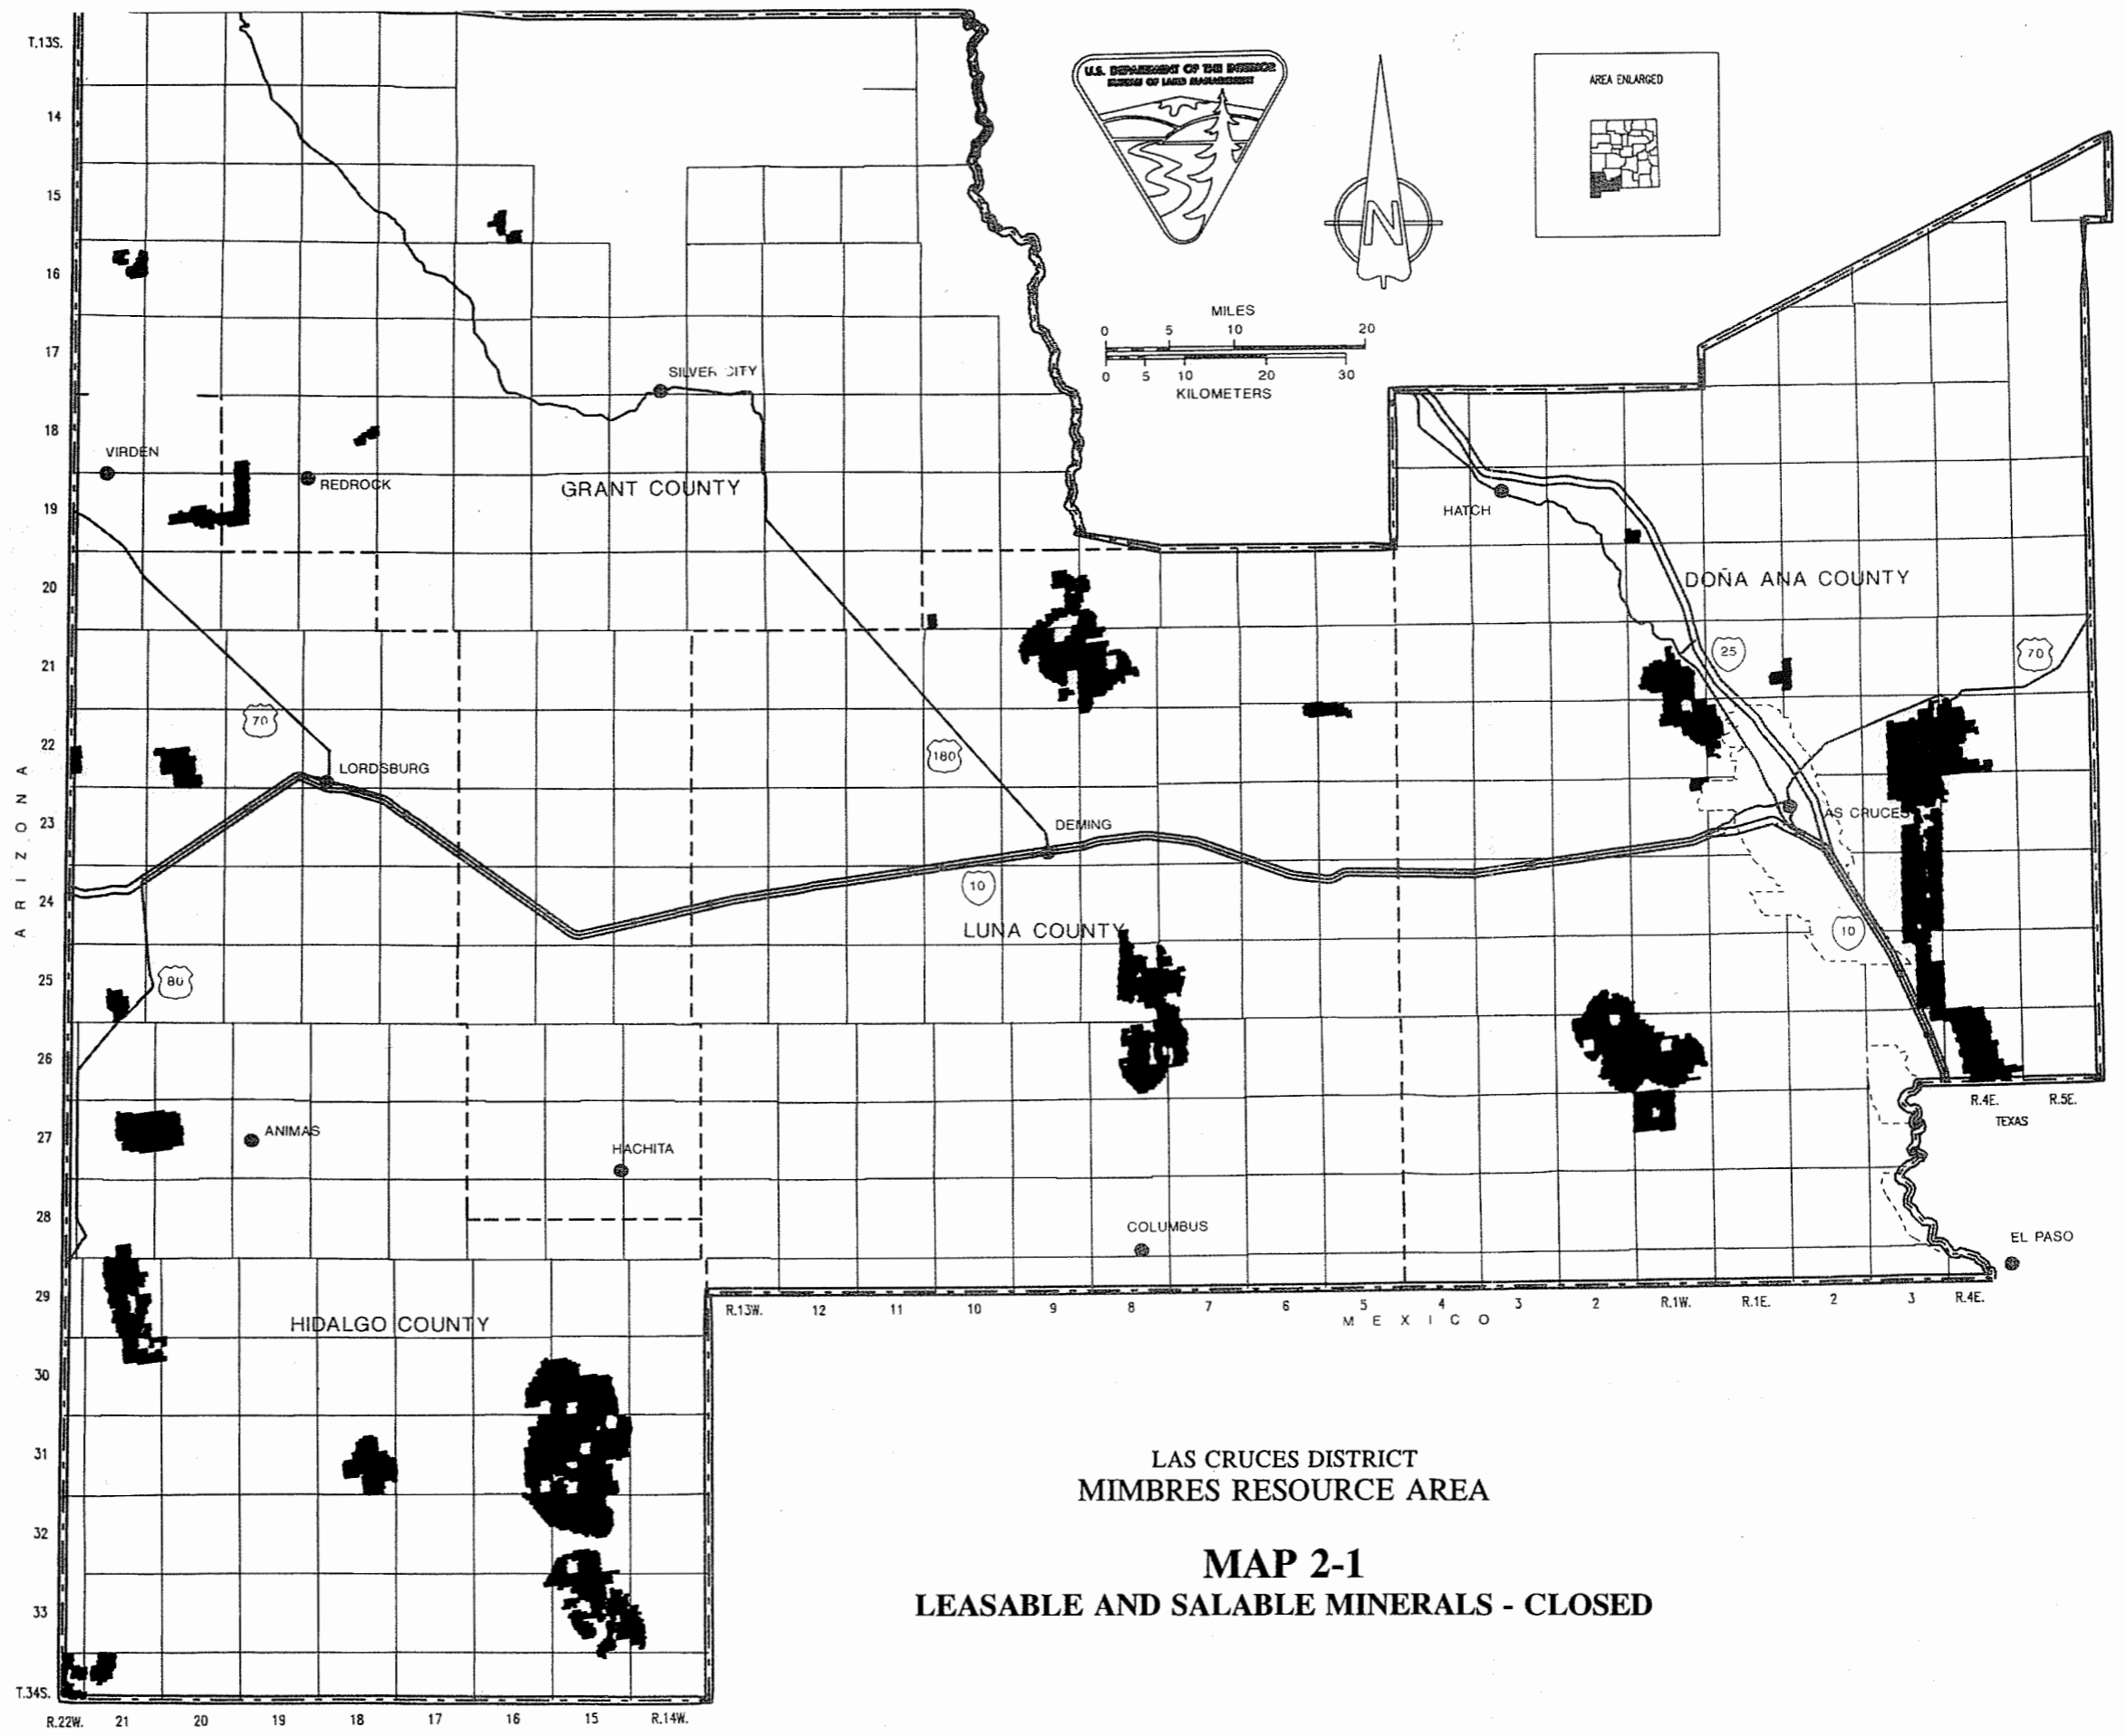 T.13S.
14
15
16
17
18
19
20
21
22
23
24
25
26
27
28
29
30
31
32
33
T.34S.
U.S. DEPARTMENT OF THE INTERIOR
BUREAU OF LAND MANAGEMENT
N
AREA ENLARGED
MILES
0 5 10 20
0 5 10 20 30
KILOMETERS
SILVER CITY
VIRDEN
REDROCK
GRANT COUNTY
HATCH
DOÑA ANA COUNTY
25
70
70
180
LORDSBURG
DEMING
AS CRUCES
10
LUNA COUNTY
10
80
ARIZONA
ANIMAS
HACHITA
COLUMBUS
R.4E. R.5E.
TEXAS
EL PASO
HIDALGO COUNTY
R.13W. 12 11 10 9 8 7 6 5 4 3 2 R.1W. R.1E. 2 3 R.4E.
MEXICO
LAS CRUCES DISTRICT
MIMBRES RESOURCE AREA
MAP 2-1
LEASABLE AND SALABLE MINERALS - CLOSED
R.22W. 21 20 19 18 17 16 15 R.14W.